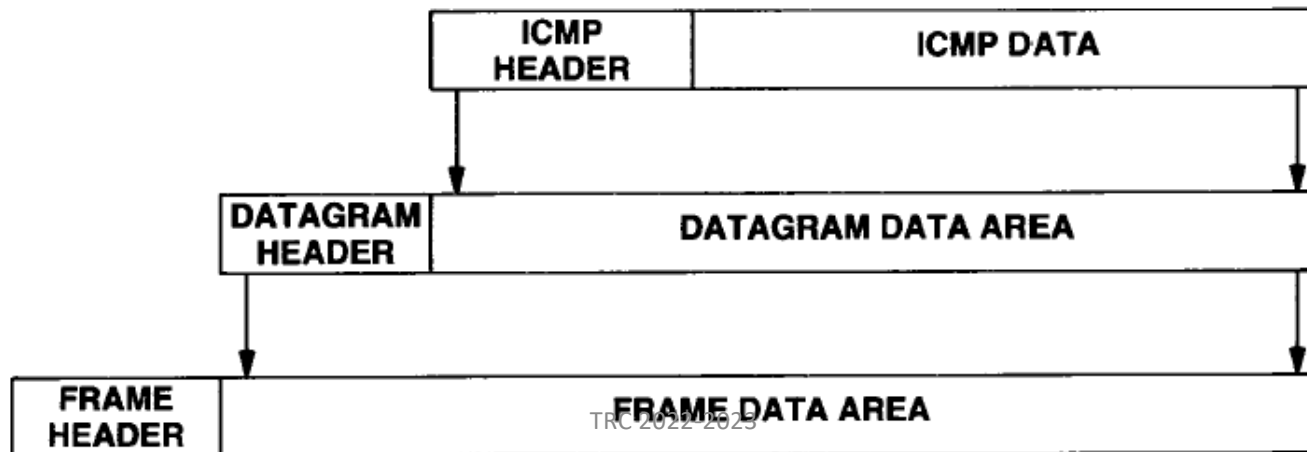 ICMP
HEADER
ICMP DATA
DATAGRAM
HEADER
DATAGRAM DATA AREA
FRAME
HEADER
FRAME DATA AREA
TRC 2022-2023